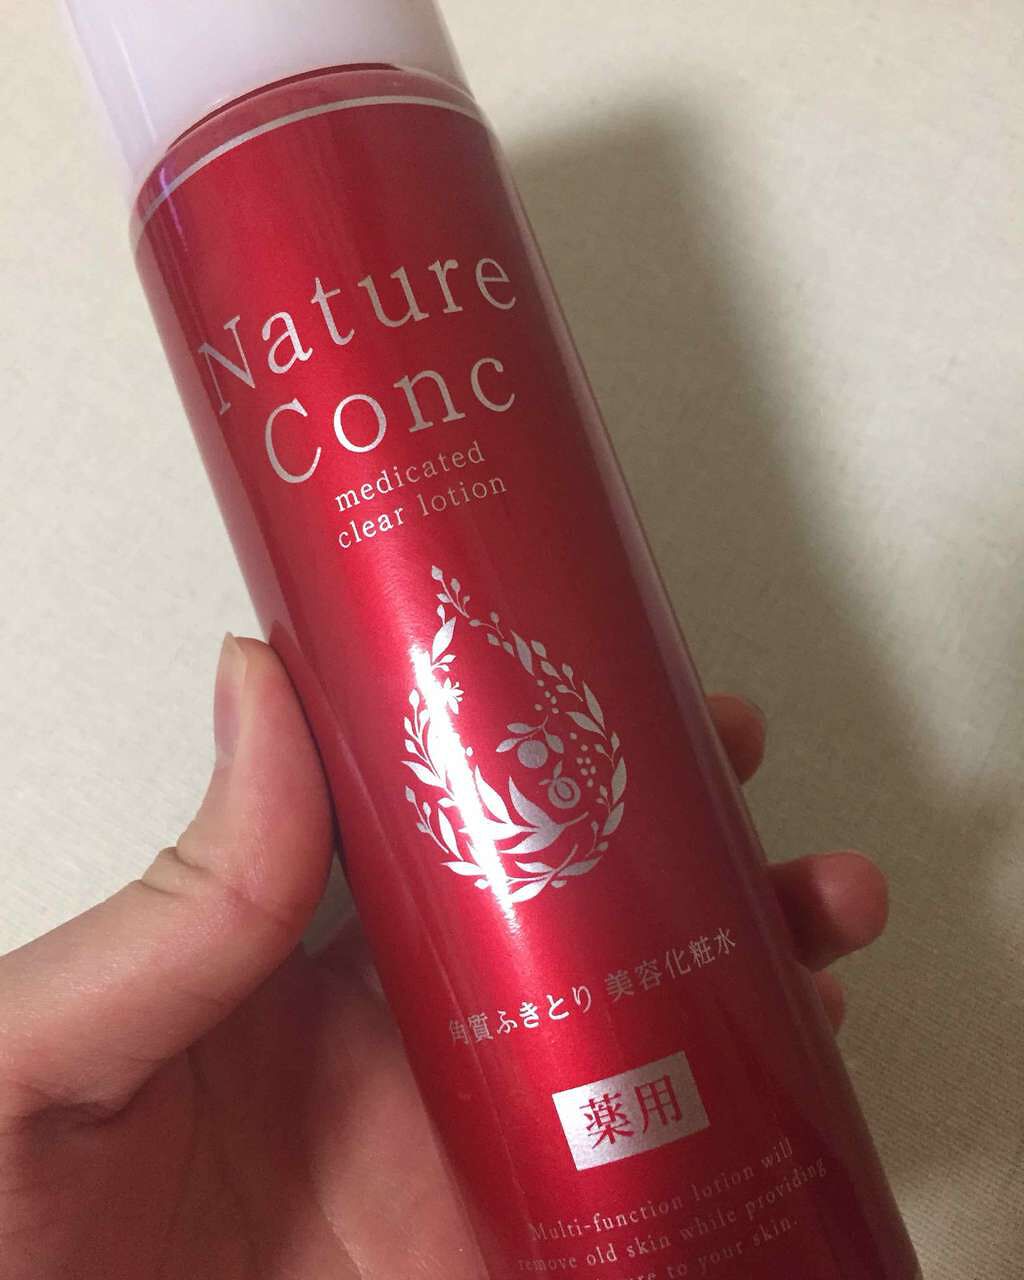 Nature
Conc
medicated
clear lotion
角質ふきとり 美容化粧水
薬用
Multi-function lotion will
remove old skin while providing
to your skin.